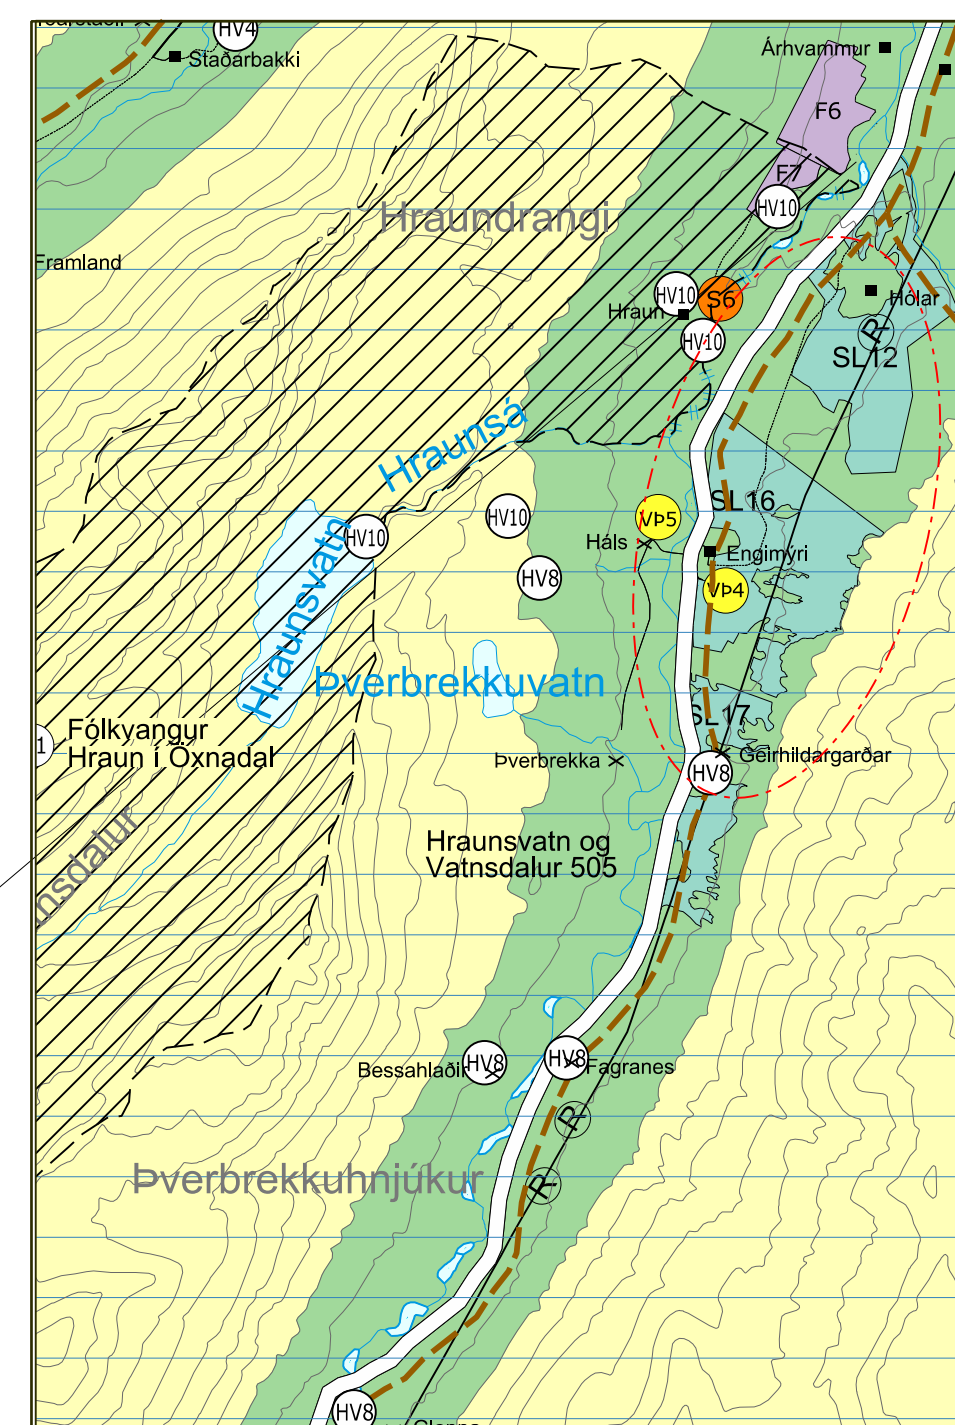 HV4
Staðarbakki
Árhvammur
F6
F7
HV10
Hraundrangi
Framland
HV10
S6
Hraun
Hólar
HV10
R
SL12
Hraunsá
HV10
VÞ5
SL16
HV10
Háls
Engimýri
HV8
VÞ4
Hraunsvatn
Þverbrekkuvatn
SL17
1
Fólkvangur
Hraun í Öxnadal
Þverbrekka
Geirhildargarðar
HV8
Hraunsvatn og
Vatnsdalur 505
nsdalur
HV8
HV8
Bessahlaðir
Fagranes
R
Þverbrekkuhnjúkur
R
HV8